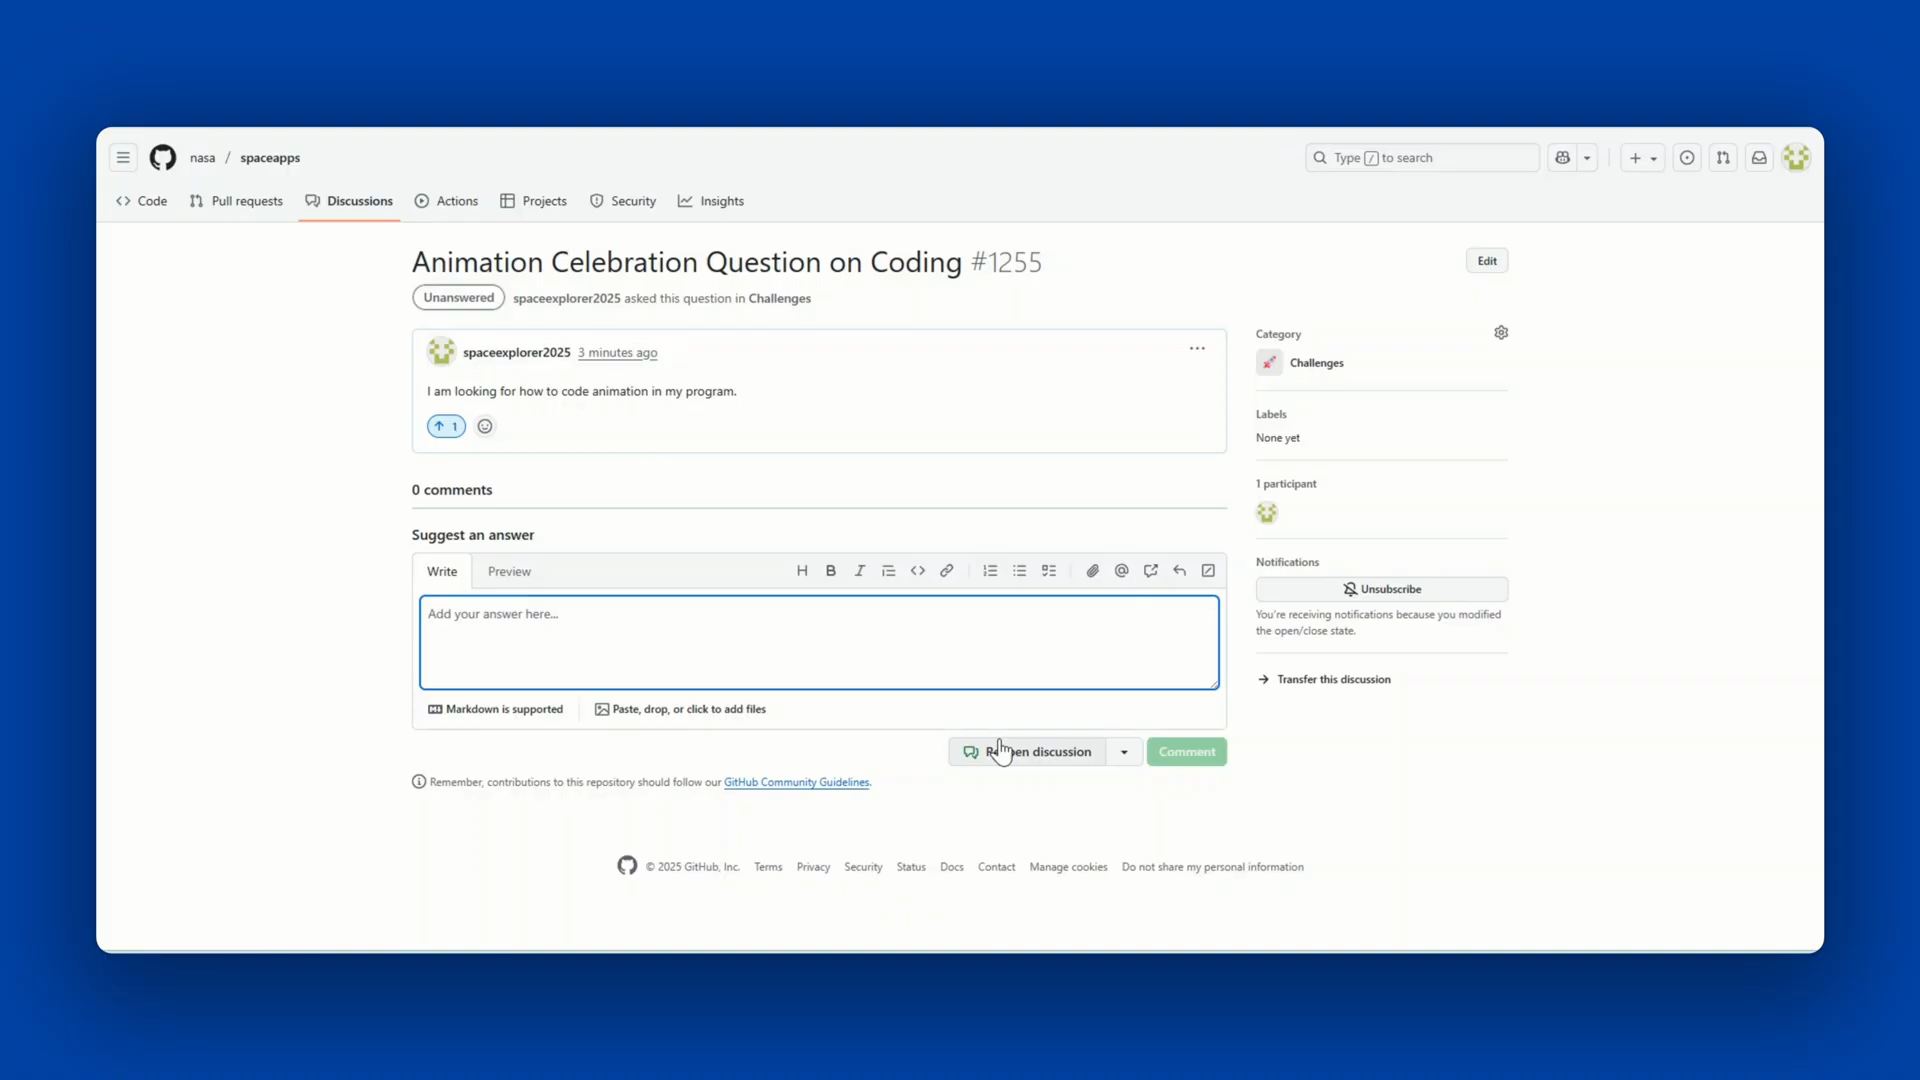 nasa / spaceapps
Type / to search
Code Pull requests Discussions Actions Projects Security Insights
Animation Celebration Question on Coding #1255
Edit
Unanswered spaceexplorer2025 asked this question in Challenges
spaceexplorer2025 3 minutes ago
I am looking for how to code animation in my program.
1
0 comments
Suggest an answer
Write Preview
Add your answer here...
Markdown is supported
Paste, drop, or click to add files
discussion
Comment
Remember, contributions to this repository should follow our GitHub Community Guidelines.
Category
Challenges
Labels
None yet
1 participant
Notifications
Unsubscribe
You're receiving notifications because you modified
the open/close state.
Transfer this discussion
© 2025 GitHub, Inc. Terms Privacy Security Status Docs Contact Manage cookies Do not share my personal information